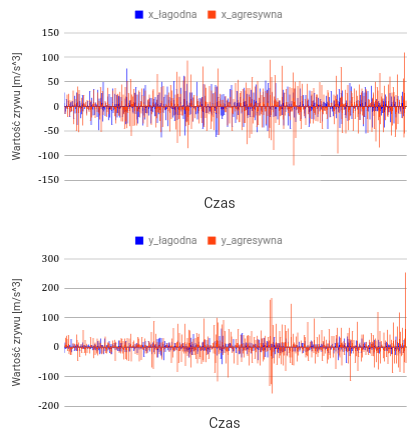 x_łagodna x_agresywna
150
100
50
0
-50
-100
-150
Wartość zrywu [m/s^3]
Czas
y_łagodna y_agresywna
300
200
100
0
-100
-200
Wartość zrywu [m/s^3]
Czas